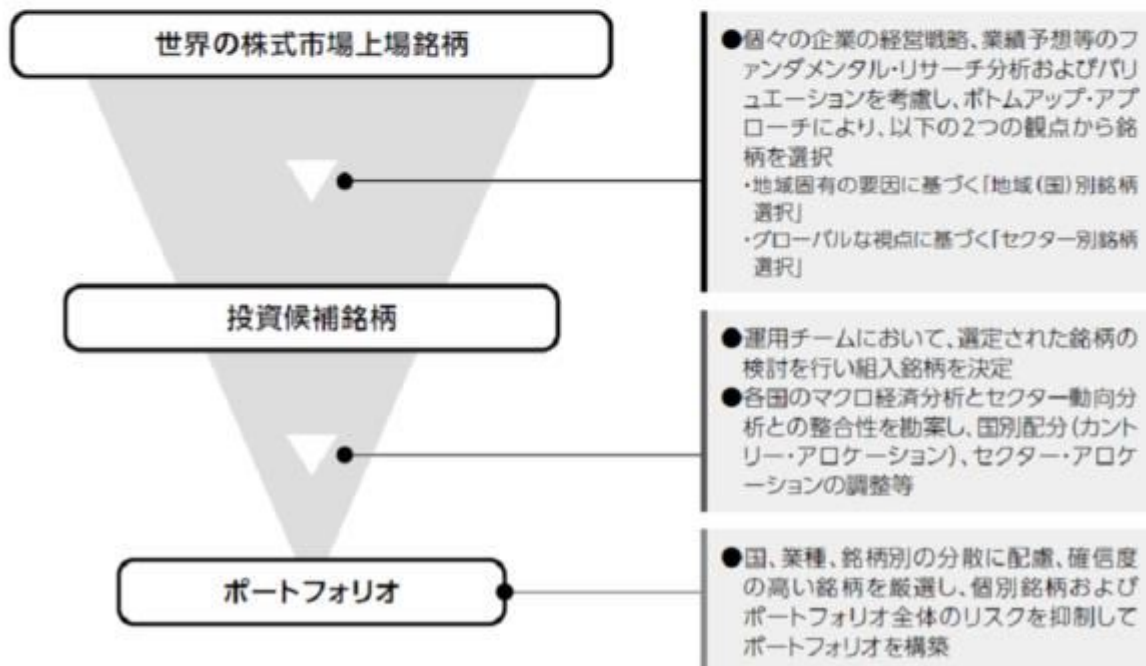 世界の株式市場上場銘柄
●個々の企業の経営戦略、業績予想等のフ
ァンダメンタル・リサーチ分析およびバリ
ュエーションを考慮し、ボトムアップ・アプ
ローチにより、以下の2つの観点から銘
柄を選択
・地域固有の要因に基づく「地域(国)別銘柄
選択」
・グローバルな視点に基づく「セクター別銘柄
選択」
投資候補銘柄
●運用チームにおいて、選定された銘柄の
検討を行い組入銘柄を決定
●各国のマクロ経済分析とセクター動向分
析との整合性を勘案し、国別配分(カント
リー・アロケーション)、セクター・アロケ
ーションの調整等
ポートフォリオ
●国、業種、銘柄別の分散に配慮、確信度
の高い銘柄を厳選し、個別銘柄および
ポートフォリオ全体のリスクを抑制して
ポートフォリオを構築